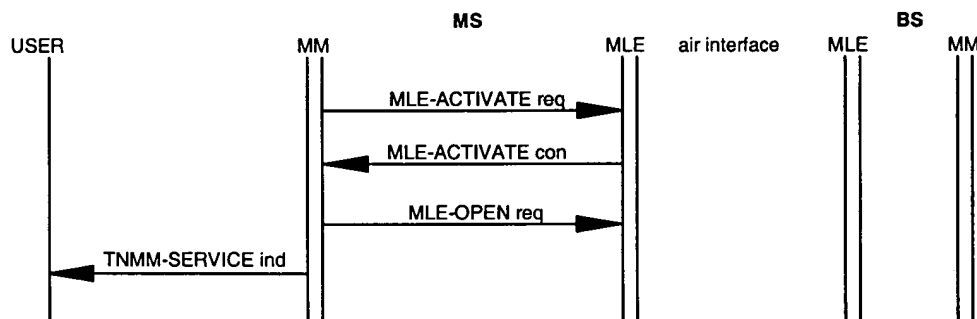 MS BS
USER MM MLE air interface MLE MM
MLE-ACTIVATE req
MLE-ACTIVATE con
MLE-OPEN req
TNMM-SERVICE ind